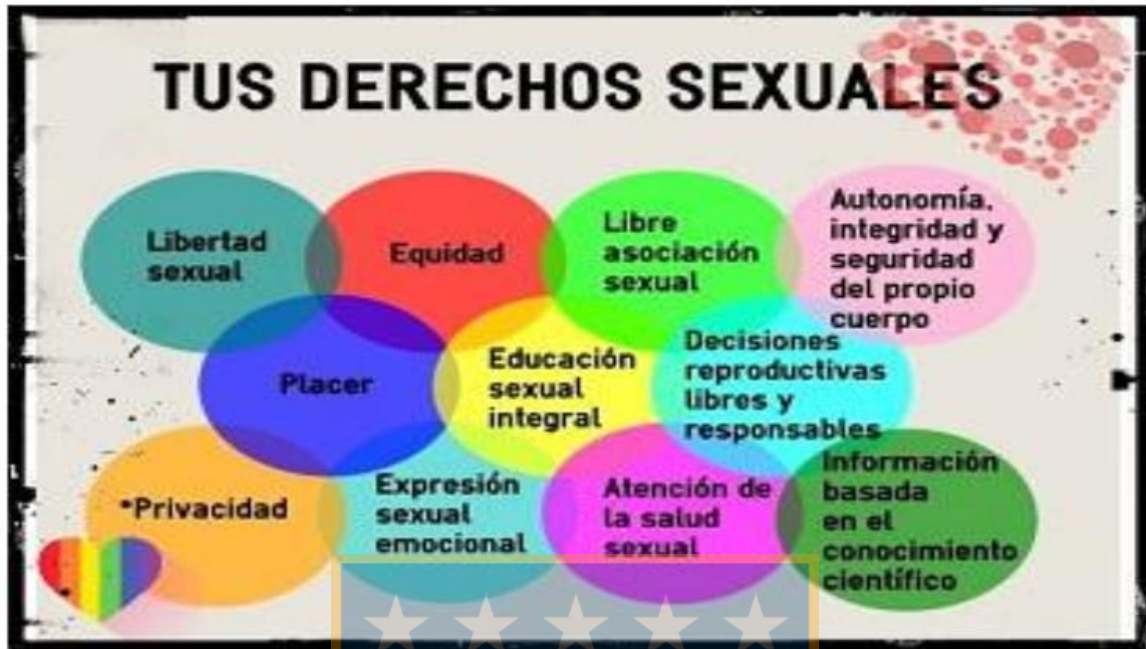 TUS DERECHOS SEXUALES
Libertad
sexual
Equidad
Libre
asociación
sexual
Autonomía,
integridad y
seguridad
del propio
cuerpo
Placer
Educación
sexual
integral
Decisiones
reproductivas
libres y
responsables
•Privacidad
Expresión
sexual
emocional
Atención de
la salud
sexual
Información
basada
en el
conocimiento
científico